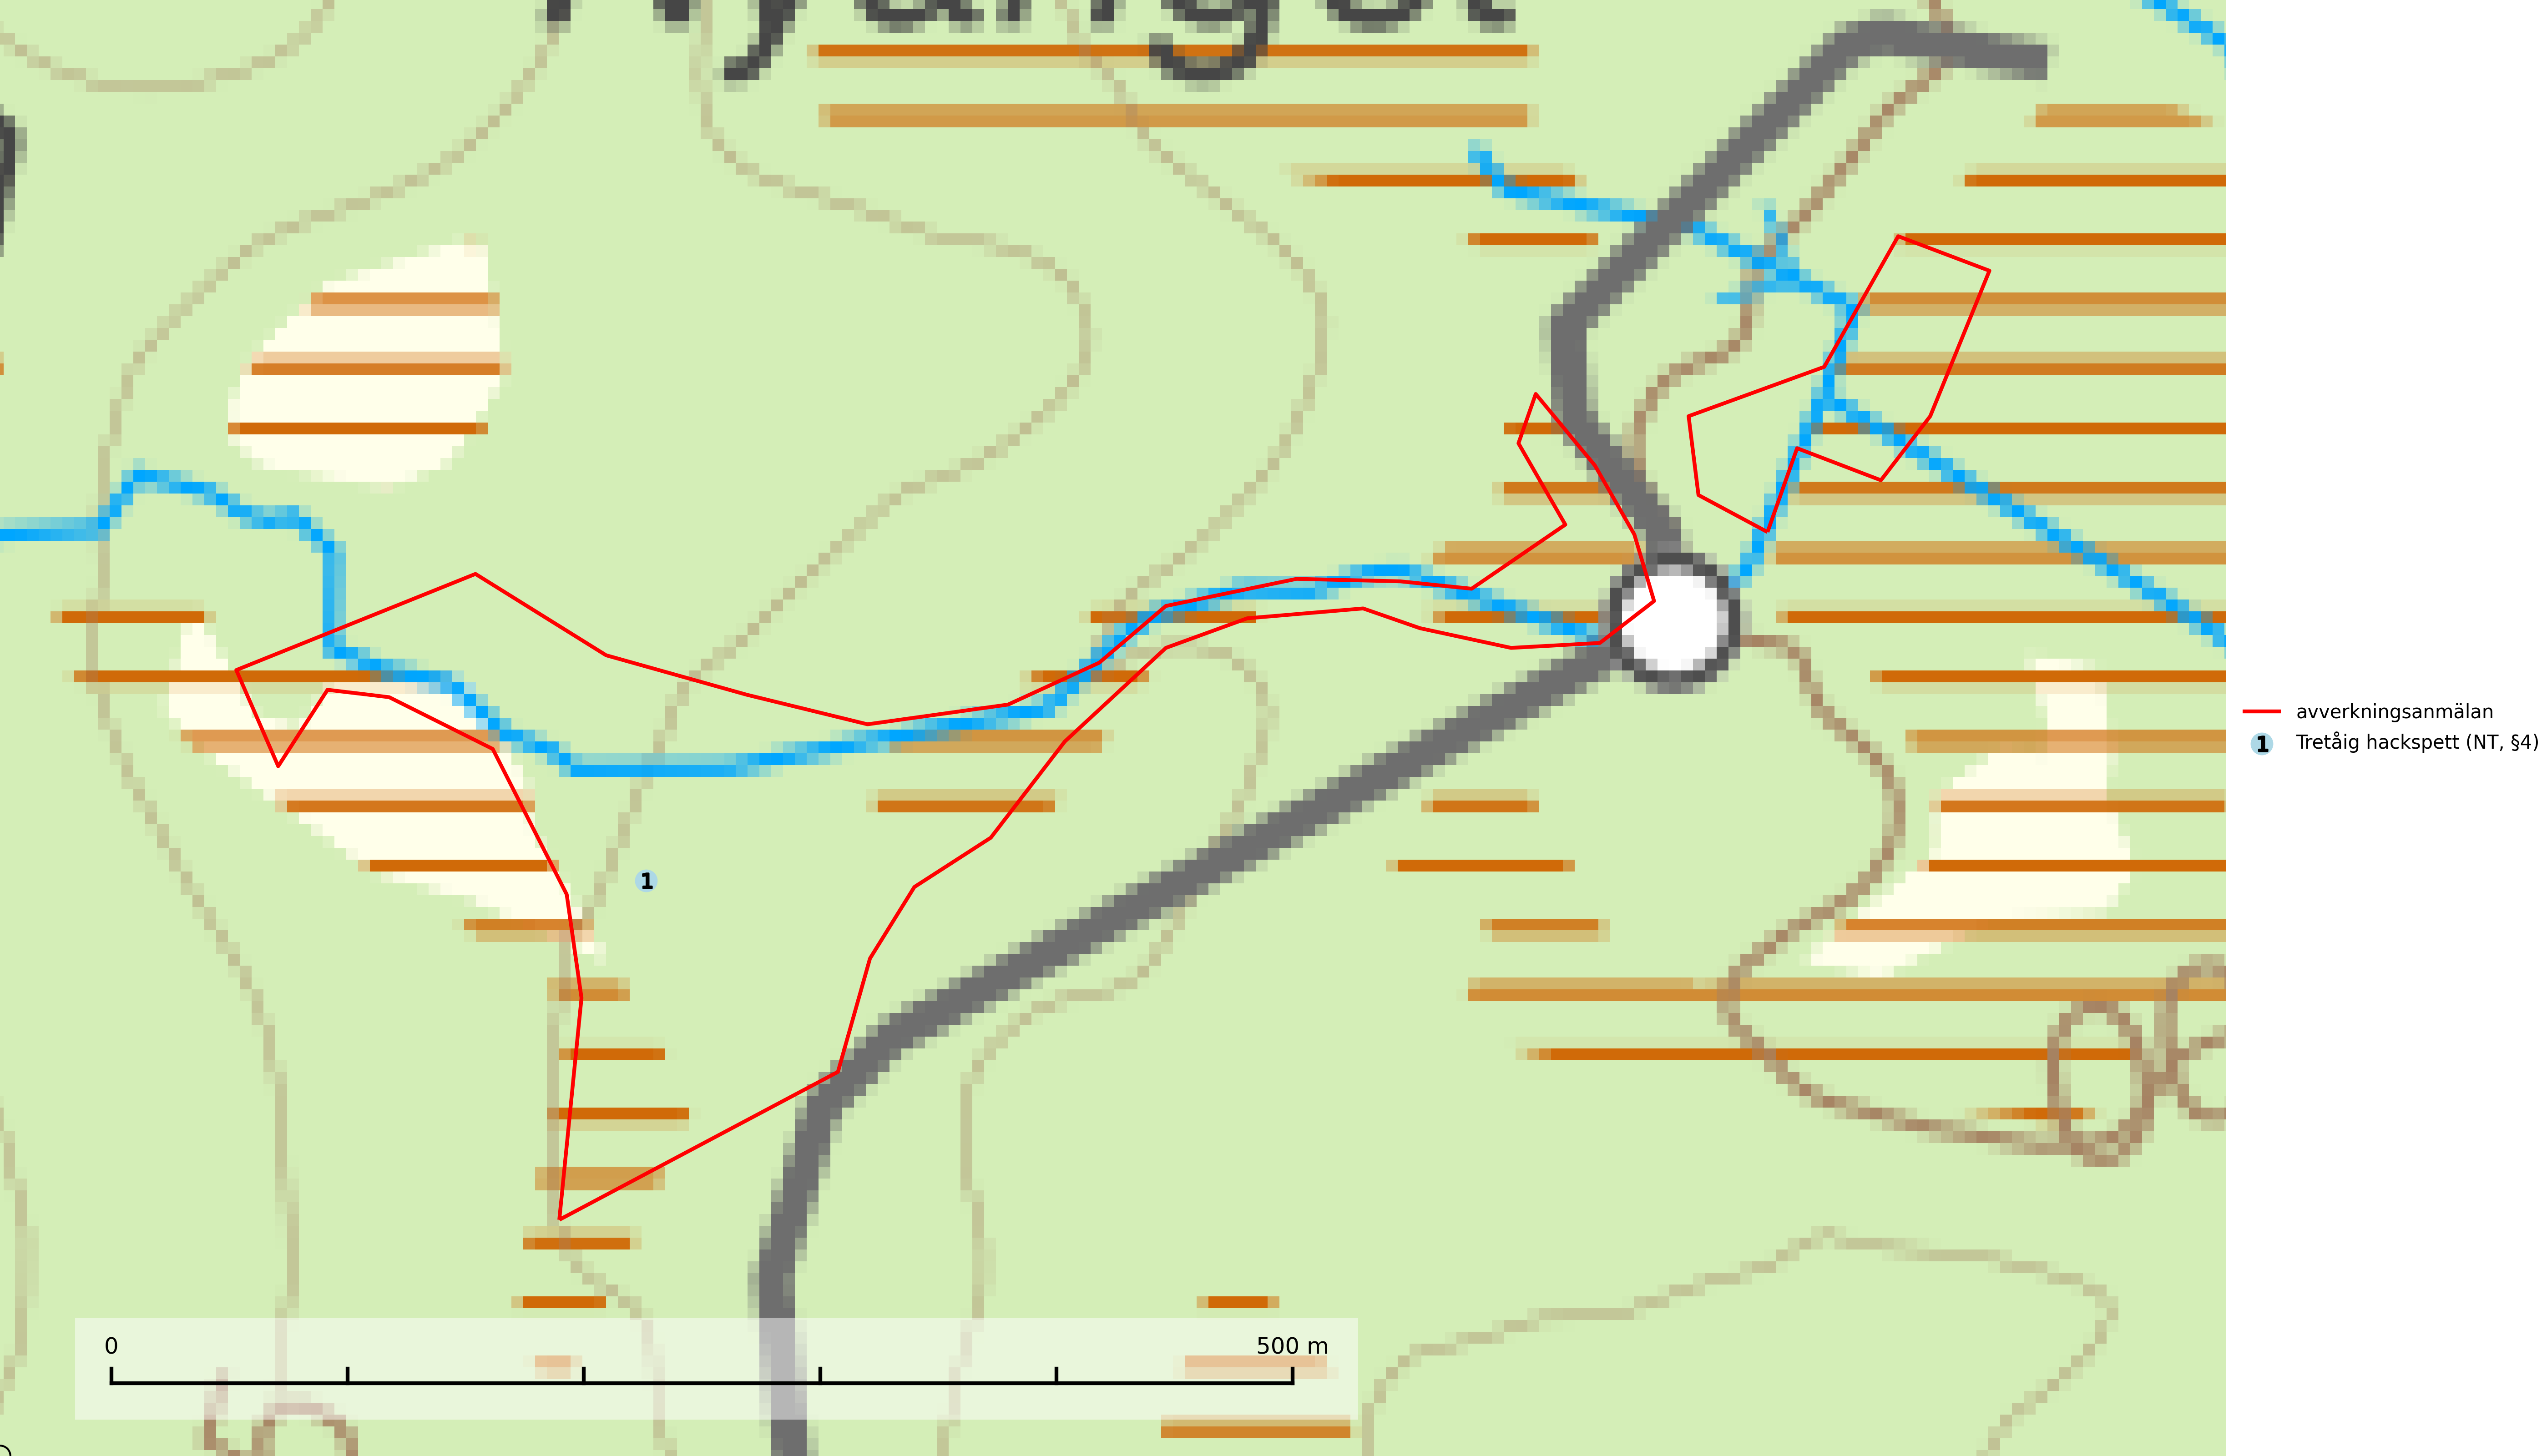 avverkningsanmälan
1 Tretåig hackspett (NT, §4)
1
0 500 m